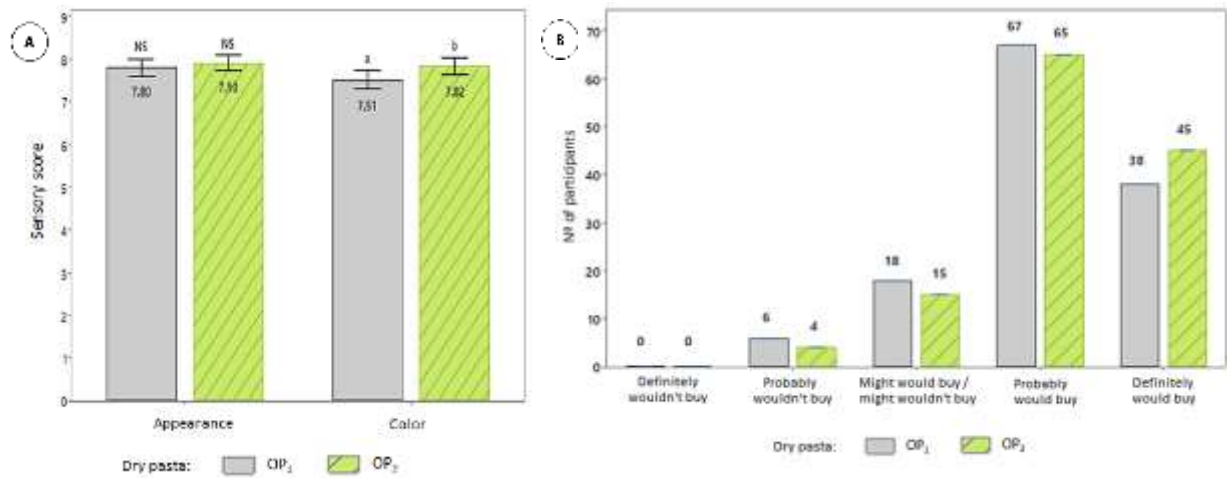 A
Sensory score
9
8
7
6
5
4
3
2
1
0
NS
NS
a
b
7.80
7.90
7.51
7.82
Appearance
Color
Dry pasta: OP₁ OP₂
B
Nº of participants
70
60
50
40
30
20
10
0
0
0
6
4
18
15
67
65
38
45
Definitely
wouldn't buy
Probably
wouldn't buy
Might would buy /
might wouldn't buy
Probably
would buy
Definitely
would buy
Dry pasta: OP₁ OP₂